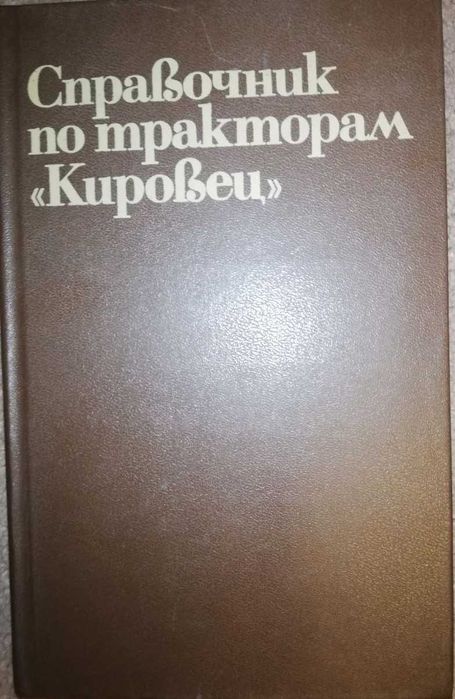 Справочник
по тракторам
«Кировец»